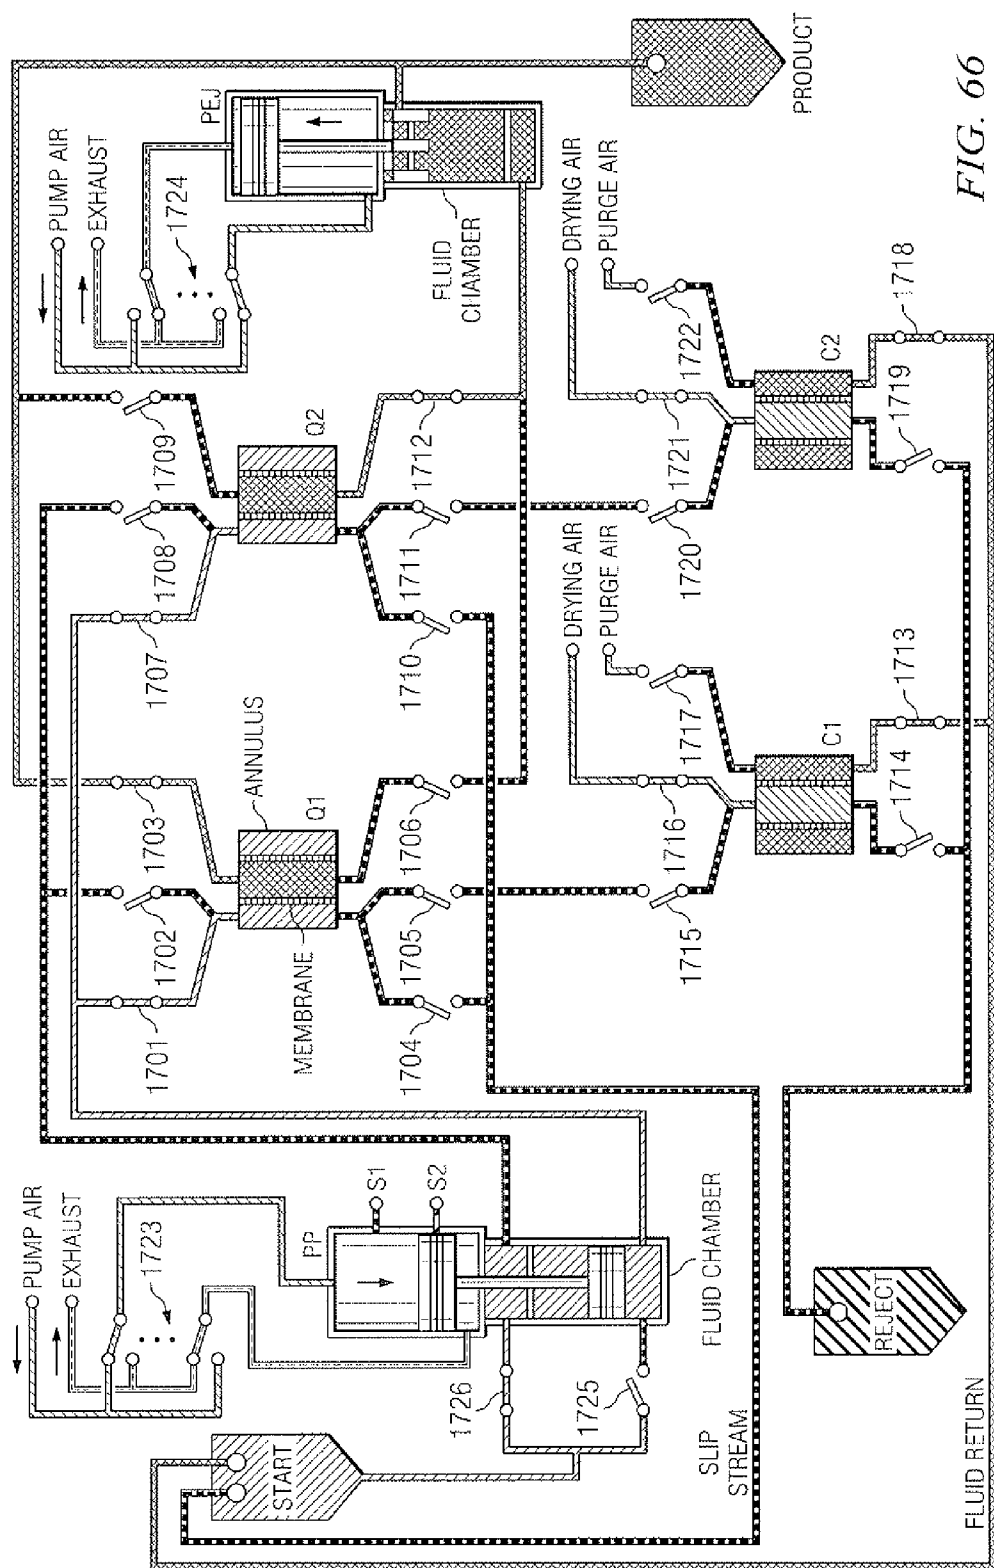 PUMP AIR
EXHAUST
1723
START
PP
S1
S2
1726
1725
FLUID CHAMBER
SLIP
STREAM
REJECT
FLUID RETURN
1701
1702
1703
1704
1705
1706
MEMBRANE
ANNULUS
Q1
1707
1708
1709
Q2
1710
1711
1712
PUMP AIR
EXHAUST
1724
PEJ
FLUID
CHAMBER
PRODUCT
DRYING AIR
PURGE AIR
1715
1716
1717
C1
1714
1713
DRYING AIR
PURGE AIR
1720
1721
1722
C2
1719
1718
FIG. 66